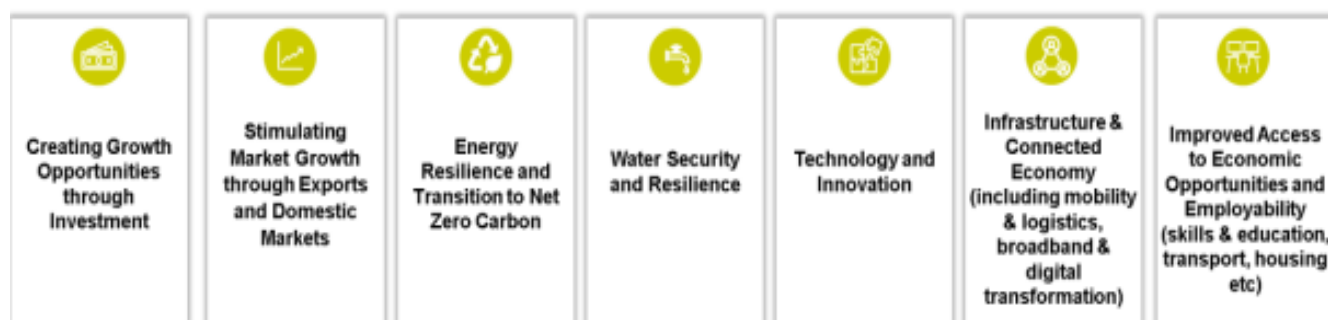 Creating Growth
Opportunities
through
Investment
Stimulating
Market Growth
through Exports
and Domestic
Markets
Energy
Resilience and
Transition to Net
Zero Carbon
Water Security
and Resilience
Technology and
Innovation
Infrastructure &
Connected
Economy
(including mobility
& logistics,
broadband &
digital
transformation)
Improved Access
to Economic
Opportunities and
Employability
(skills & education,
transport, housing
etc)